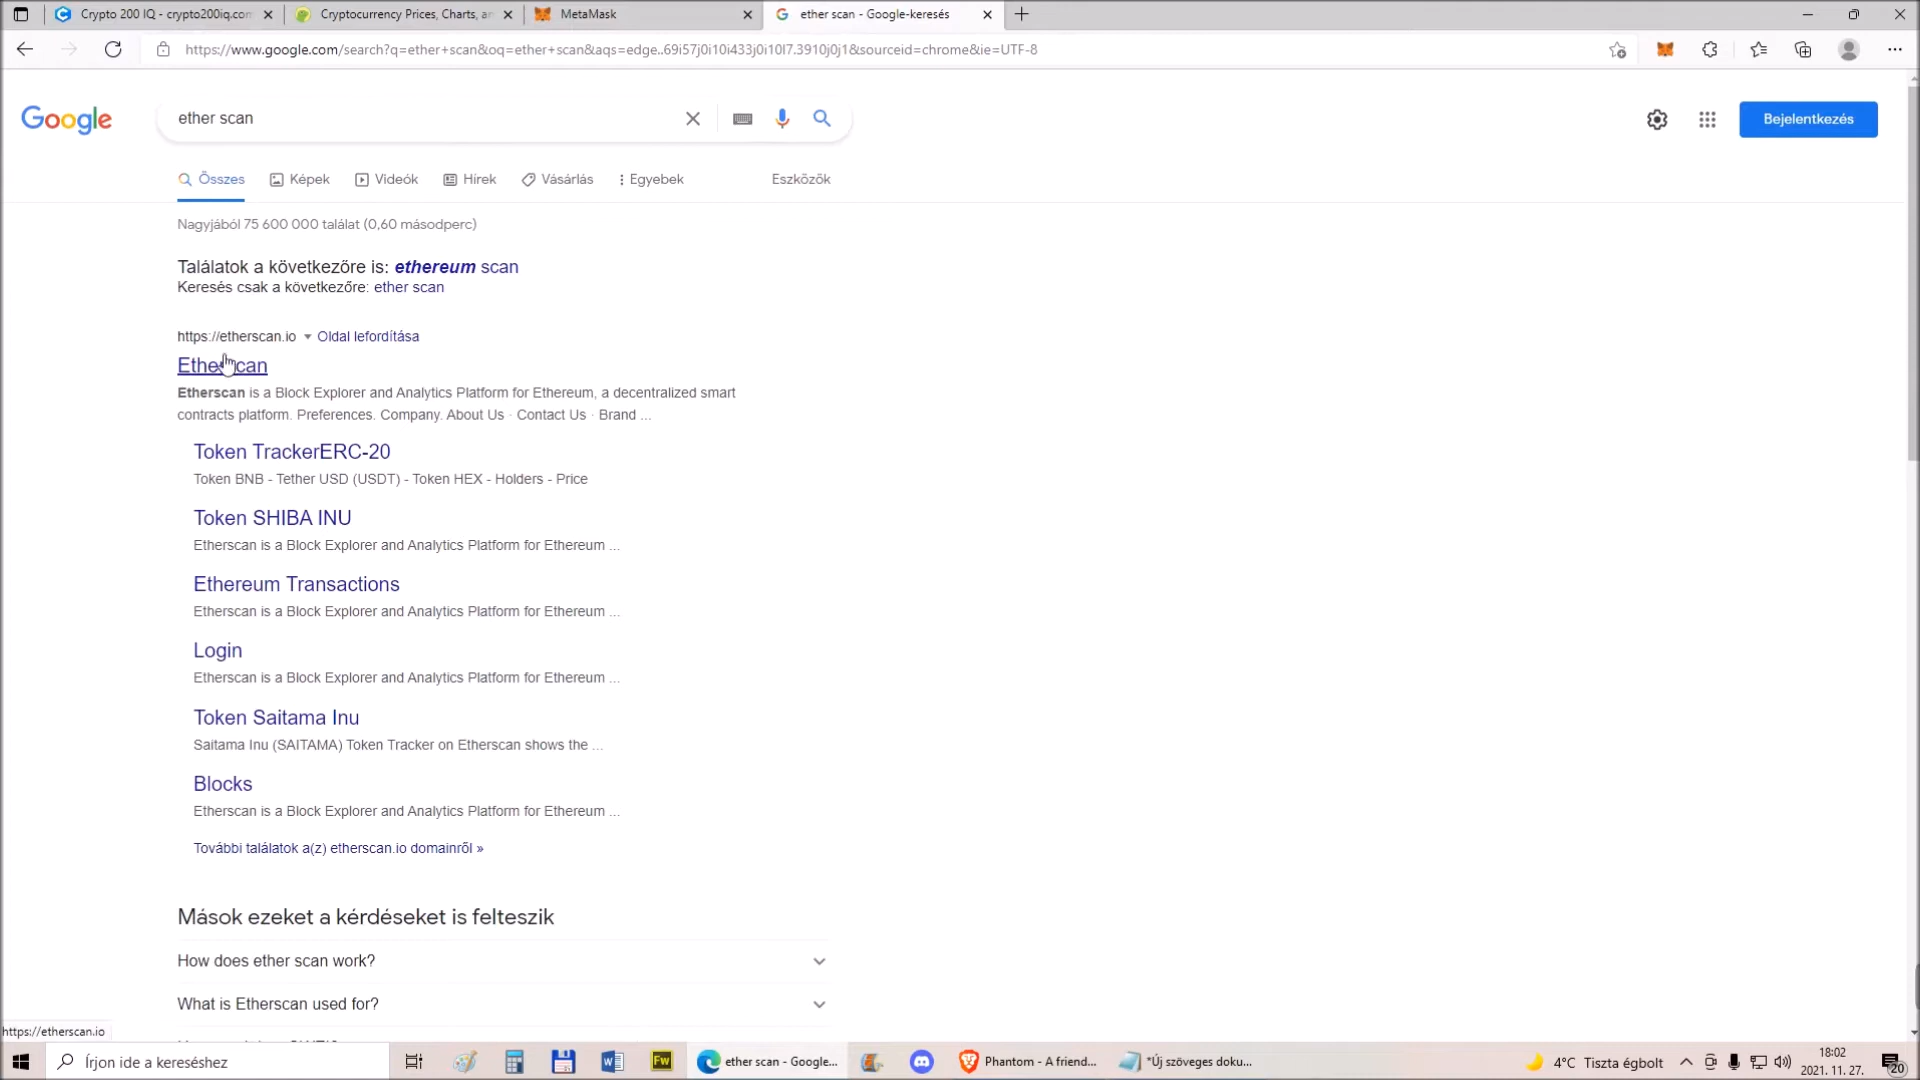 Crypto 200 IQ - crypto200iq.con
Cryptocurrency Prices, Charts, a
MetaMask
ether scan - Google-keresés
https://www.google.com/search?q=ether+scan&oq=ether+scan&aqs=edge..69i57j0i10i433j0i10l7.3910j0j1&sourceid=chrome&ie=UTF-8
Google
ether scan
Bejelentkezés
Összes
Képek
Videók
Hírek
Vásárlás
Egyebek
Eszközök
Nagyjából 75 600 000 találat (0,60 másodperc)
Találatok a következőre is: ethereum scan
Keresés csak a következőre: ether scan
https://etherscan.io
Oldal lefordítása
Etherscan
Etherscan is a Block Explorer and Analytics Platform for Ethereum, a decentralized smart
contracts platform. Preferences. Company. About Us · Contact Us · Brand ...
Token TrackerERC-20
Token BNB - Tether USD (USDT) - Token HEX - Holders - Price
Token SHIBA INU
Etherscan is a Block Explorer and Analytics Platform for Ethereum ...
Ethereum Transactions
Etherscan is a Block Explorer and Analytics Platform for Ethereum ...
Login
Etherscan is a Block Explorer and Analytics Platform for Ethereum ...
Token Saitama Inu
Saitama Inu (SAITAMA) Token Tracker on Etherscan shows the ...
Blocks
Etherscan is a Block Explorer and Analytics Platform for Ethereum ...
További találatok a(z) etherscan.io domainről »
Mások ezeket a kérdéseket is felteszik
How does ether scan work?
What is Etherscan used for?
https://etherscan.io
Írjon ide a kereséshez
Fw
ether scan - Google...
Phantom - A friend...
*Új szöveges doku...
4°C Tiszta égbolt
18:02
2021. 11. 27.
20